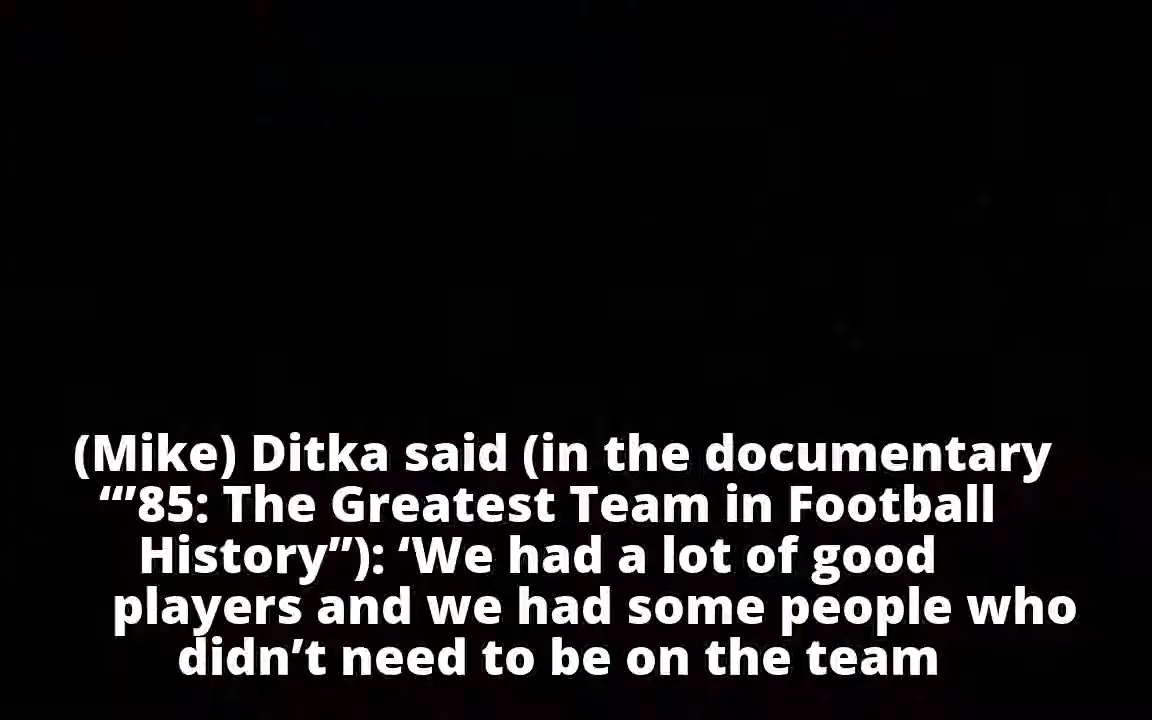 (Mike) Ditka said (in the documentary
“’85: The Greatest Team in Football
History”): ‘We had a lot of good
players and we had some people who
didn’t need to be on the team